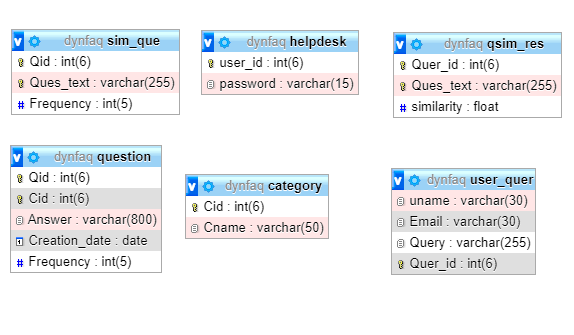 dynfaq sim_que
Qid : int(6)
Ques_text : varchar(255)
# Frequency : int(5)
dynfaq helpdesk
user_id : int(6)
password : varchar(15)
dynfaq qsim_res
Quer_id : int(6)
Ques_text : varchar(255)
# similarity : float
dynfaq question
Qid : int(6)
Cid : int(6)
Answer : varchar(800)
Creation_date : date
# Frequency : int(5)
dynfaq category
Cid : int(6)
Cname : varchar(50)
dynfaq user_quer
uname : varchar(30)
Email : varchar(30)
Query : varchar(255)
Quer_id : int(6)